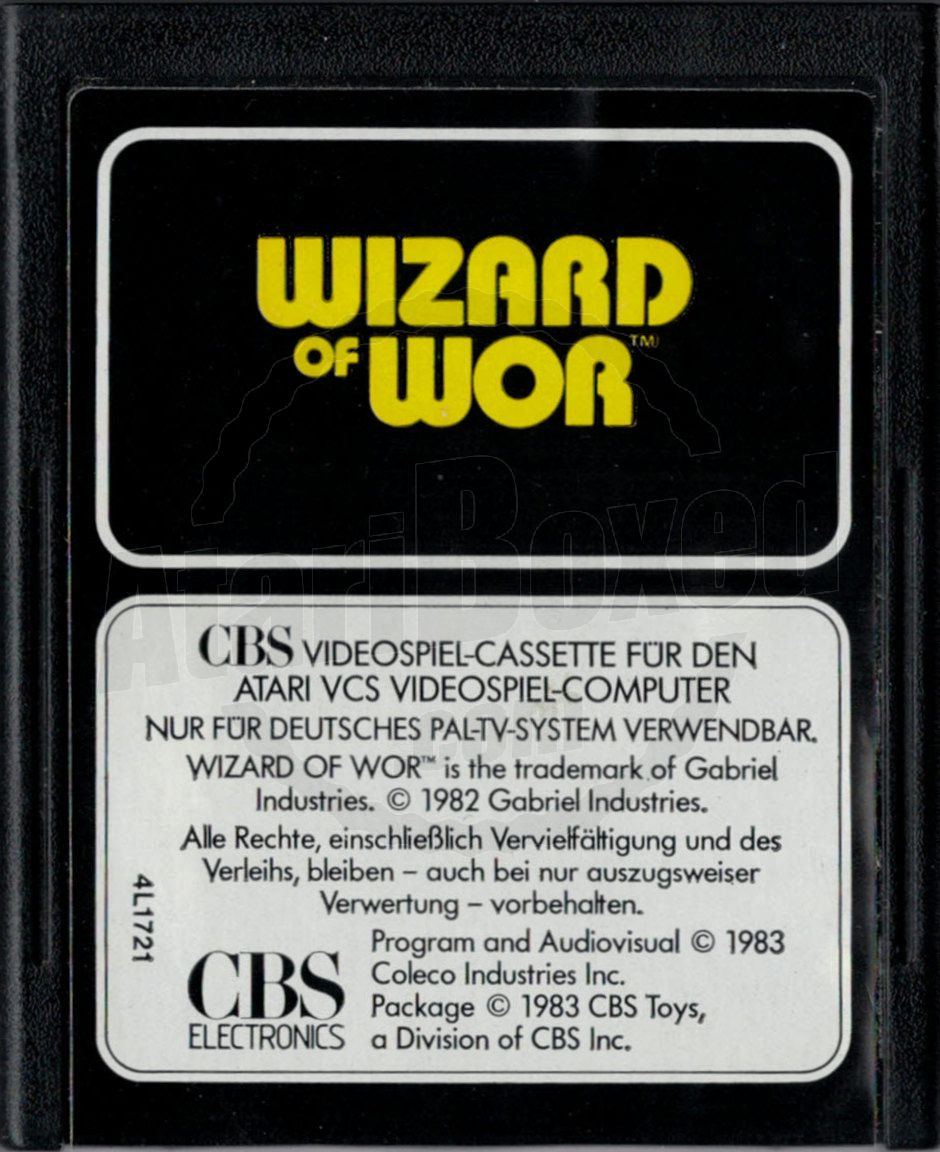 WIZARD
OF WOR™
CBS VIDEOSPIEL-CASSETTE FÜR DEN
ATARI VCS VIDEOSPIEL-COMPUTER
NUR FÜR DEUTSCHES PAL-TV-SYSTEM VERWENDBAR.
WIZARD OF WOR™ is the trademark of Gabriel
Industries. © 1982 Gabriel Industries.
Alle Rechte, einschließlich Vervielfältigung und des
Verleihs, bleiben – auch bei nur auszugsweiser
Verwertung – vorbehalten.
4L1721
CBS
ELECTRONICS
Program and Audiovisual © 1983
Coleco Industries Inc.
Package © 1983 CBS Toys,
a Division of CBS Inc.
AtariBoxed
.com